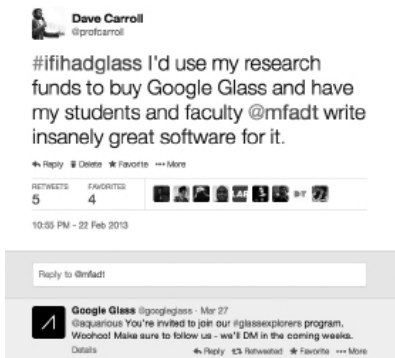 Dave Carroll
@profcarroll
#ifihadglass I'd use my research
funds to buy Google Glass and have
my students and faculty @mfadt write
insanely great software for it.
Reply Delete Favorite More
RETWEETS FAVORITES
5 4
10:55 PM - 22 Feb 2013
Reply to @mfadt
Google Glass @googleglass · Mar 27
@aquarious You're invited to join our #glassexplorers program.
Woohoo! Make sure to follow us - we'll DM in the coming weeks.
Details Reply Retweeted Favorite More